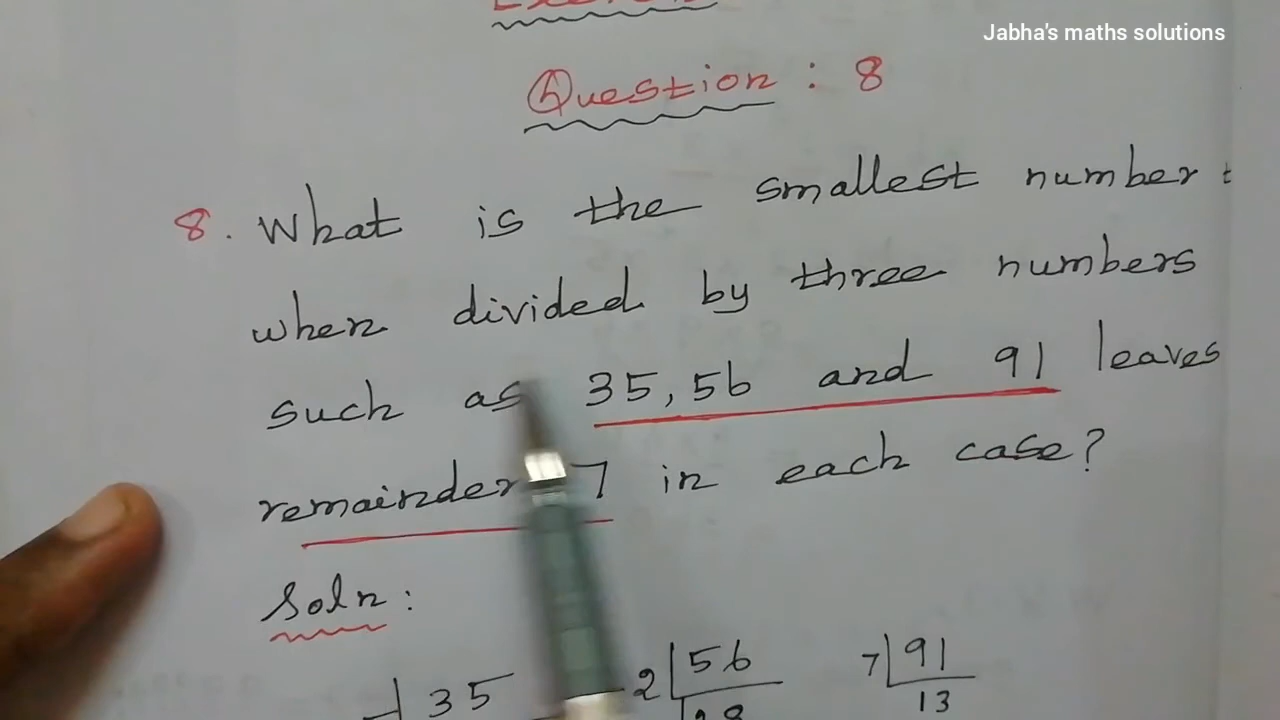 Jabha's maths solutions
Question : 8
8. What is the smallest number
when divided by three numbers
such as 35, 56 and 91 leaves
remainder 7 in each case?
Soln:
35 2 56 7 91
28 13